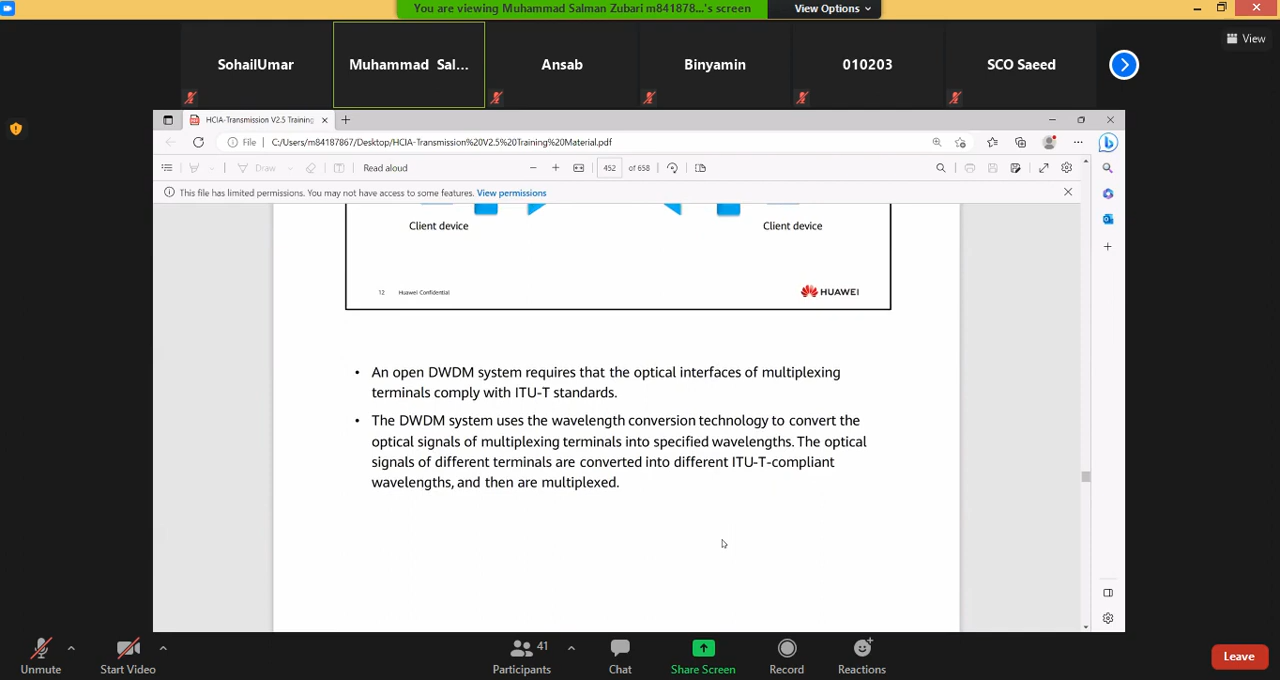 You are viewing Muhammad Salman Zubari m841878...'s screen
View Options
View
SohailUmar
Muhammad Sal...
Ansab
Binyamin
010203
SCO Saeed
HCIA-Transmission V2.5 Training
File
C:/Users/m84187867/Desktop/HCIA-Transmission%20V2.5%20Training%20Material.pdf
Draw
Read aloud
452
of 658
This file has limited permissions. You may not have access to some features. View permissions
Client device
Client device
12
Huawei Confidential
HUAWEI
• An open DWDM system requires that the optical interfaces of multiplexing
terminals comply with ITU-T standards.
• The DWDM system uses the wavelength conversion technology to convert the
optical signals of multiplexing terminals into specified wavelengths. The optical
signals of different terminals are converted into different ITU-T-compliant
wavelengths, and then are multiplexed.
Unmute
Start Video
41
Participants
Chat
Share Screen
Record
Reactions
Leave